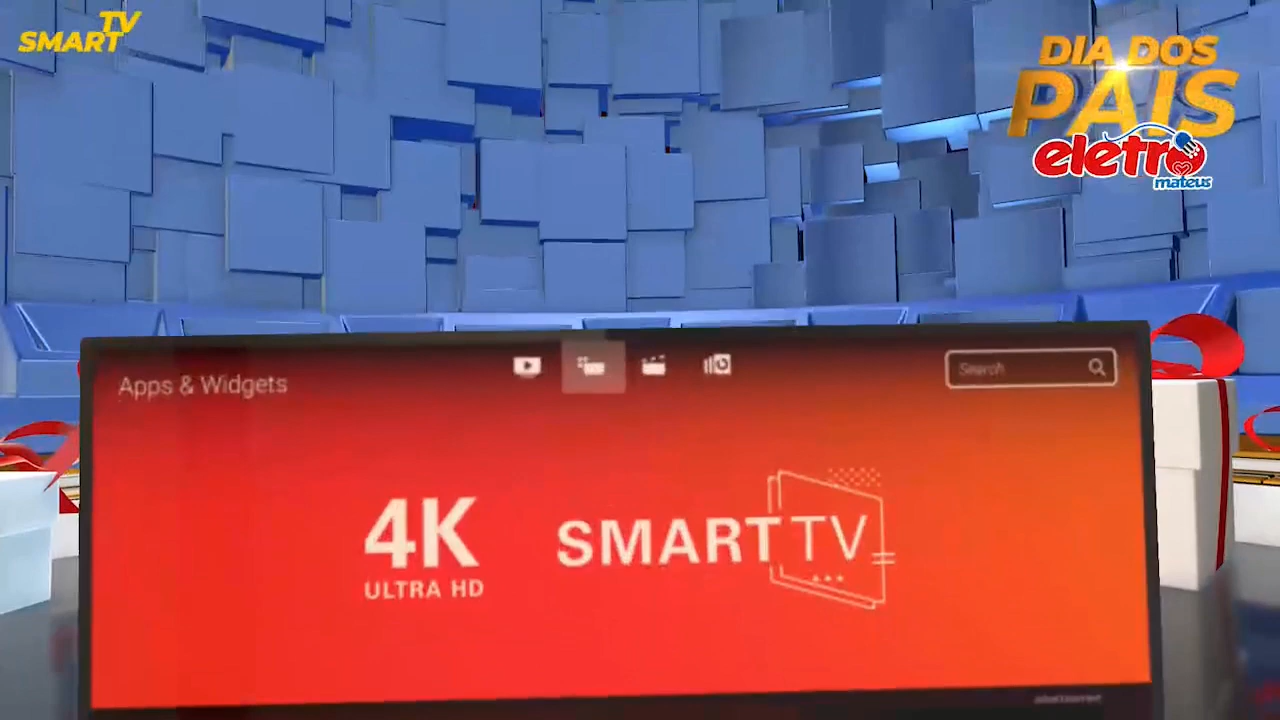 SMART TV
DIA DOS
PAIS
eletro
mateus
Apps & Widgets
Search
4K
ULTRA HD
SMART TV